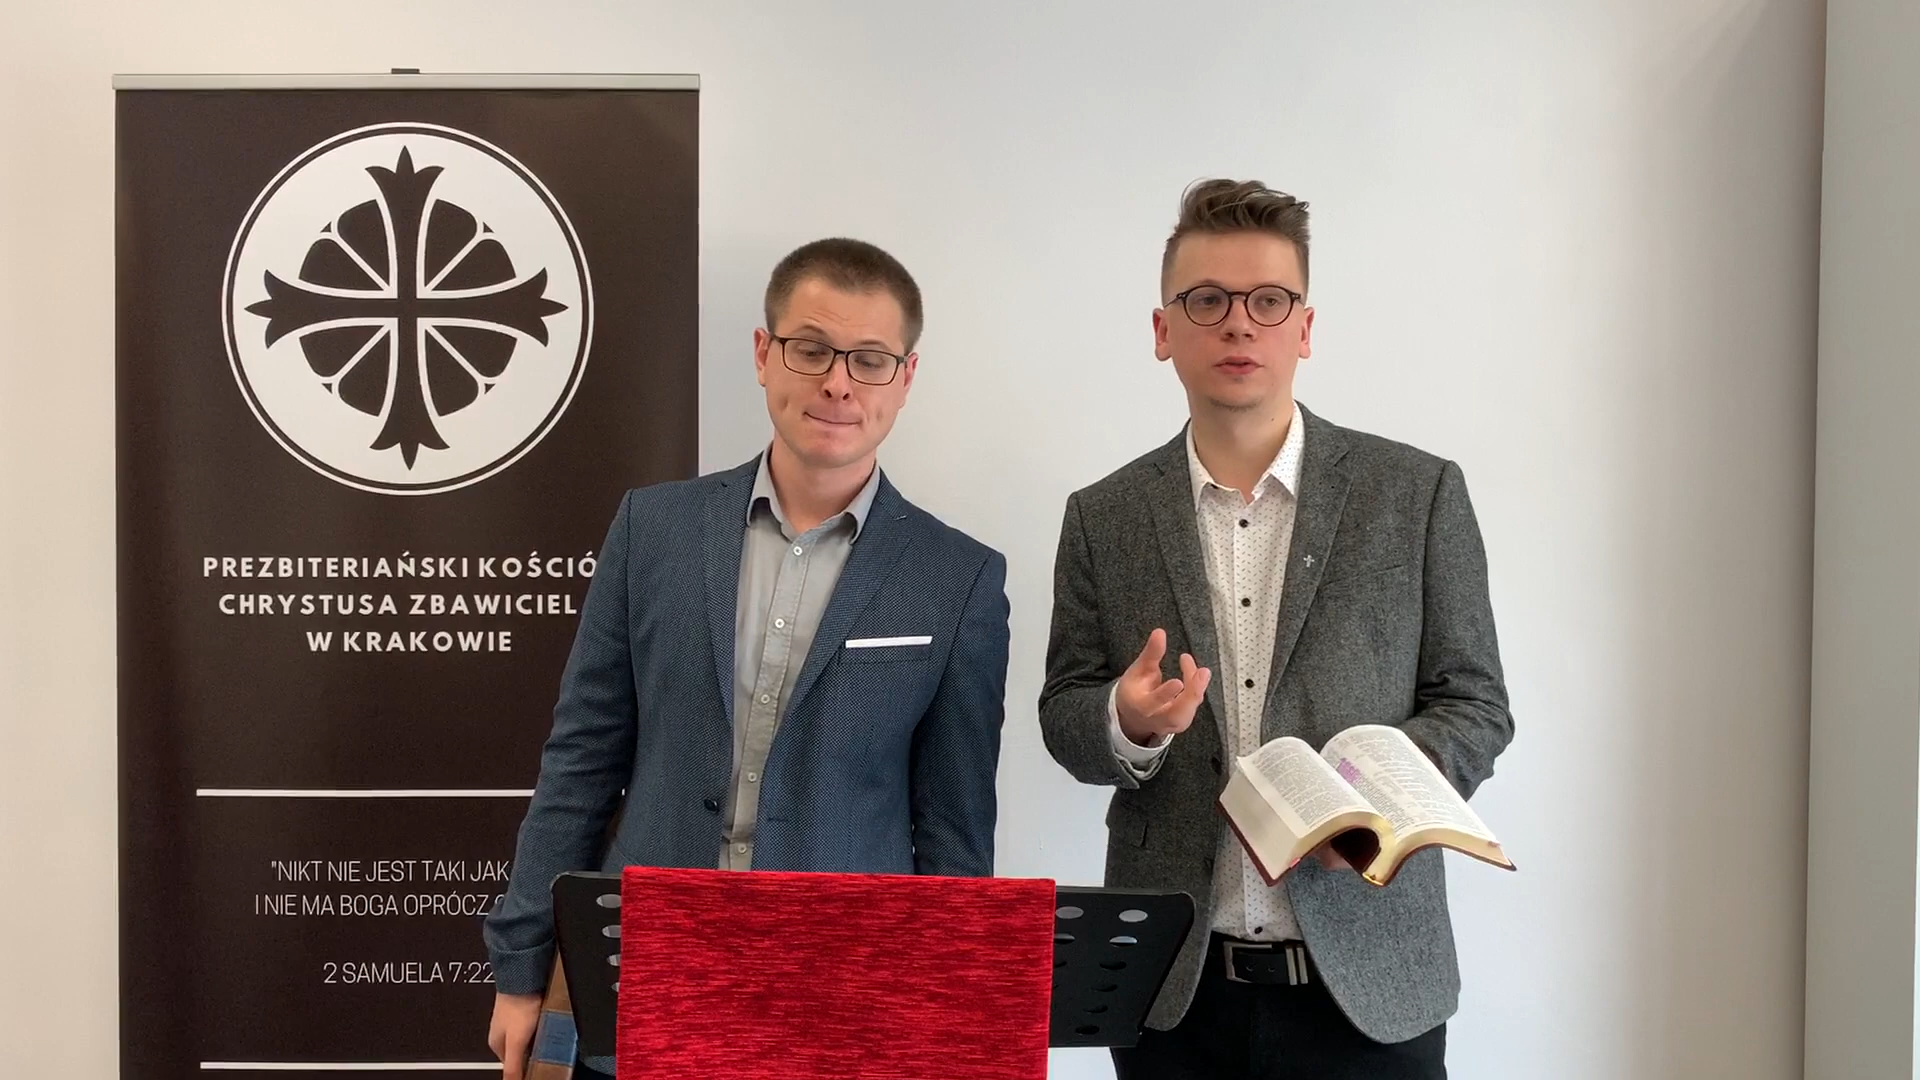 PREZBITERIAŃSKI KOŚCIÓ
CHRYSTUSA ZBAWICIEL
W KRAKOWIE
"NIKT NIE JEST TAKI JAK
I NIE MA BOGA OPRÓCZ
2 SAMUELA 7:22